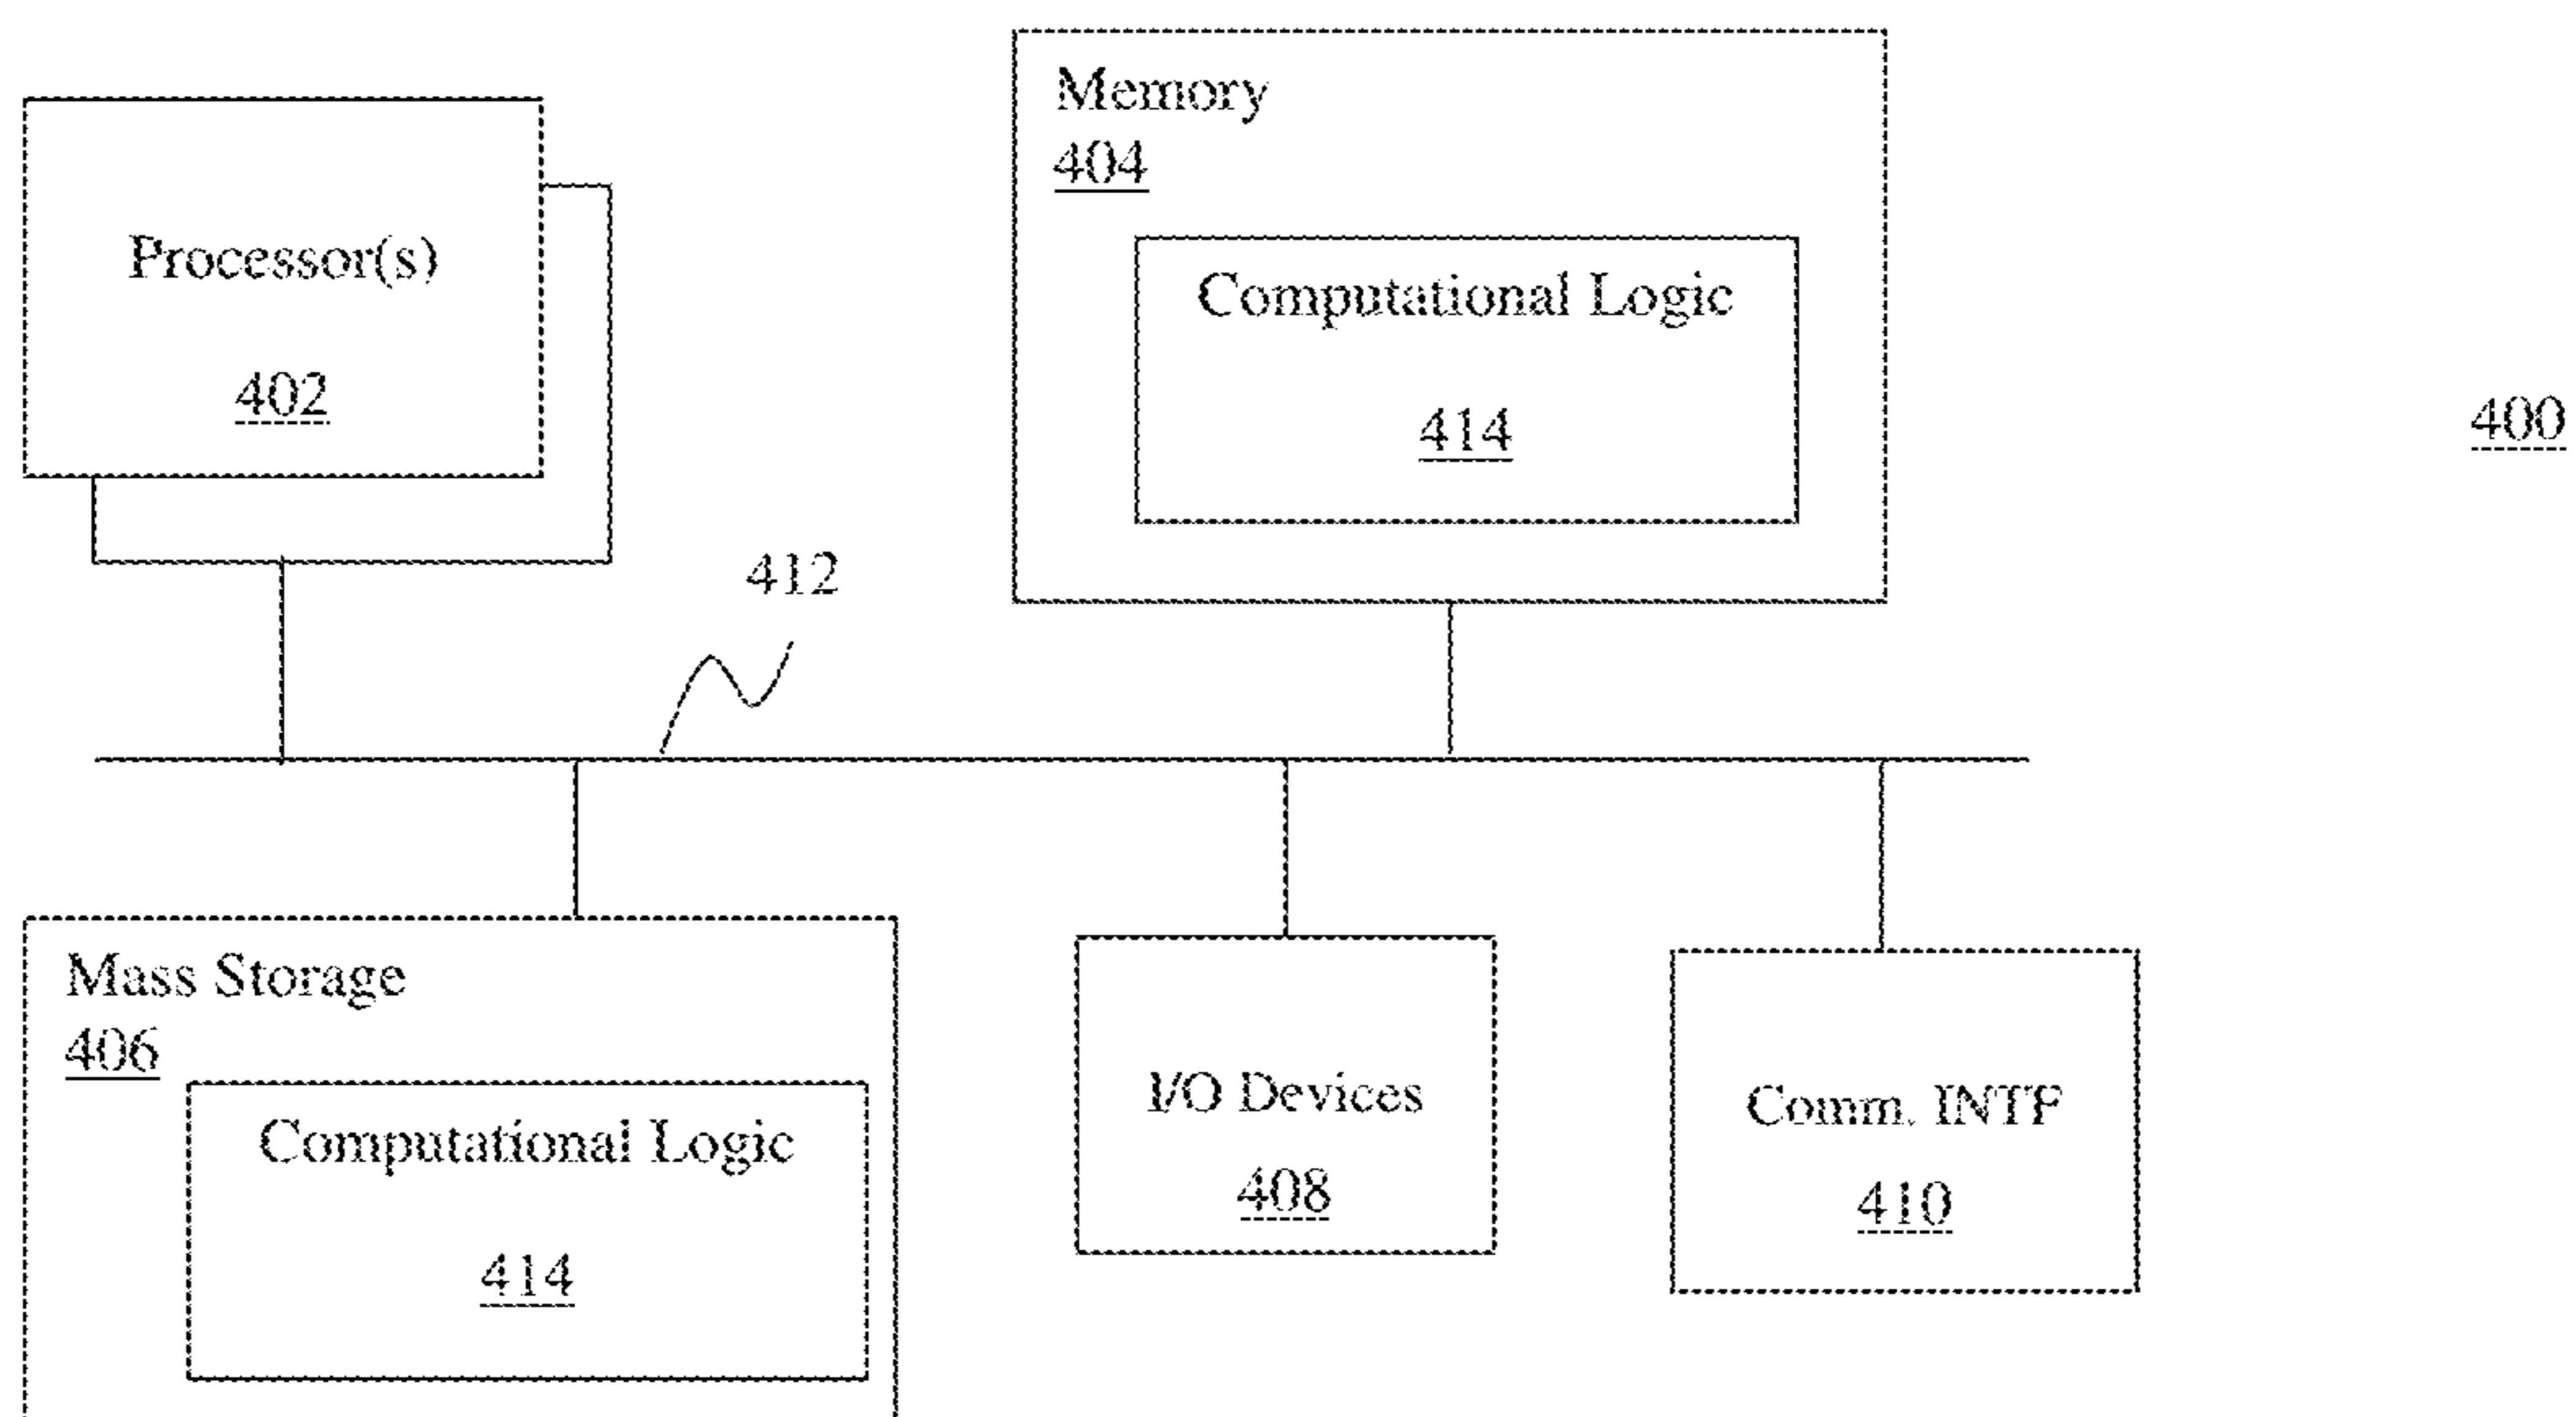 Processor(s)
402
Memory
404
Computational Logic
414
400
412
Mass Storage
406
Computational Logic
414
I/O Devices
408
Comm. INTF
410